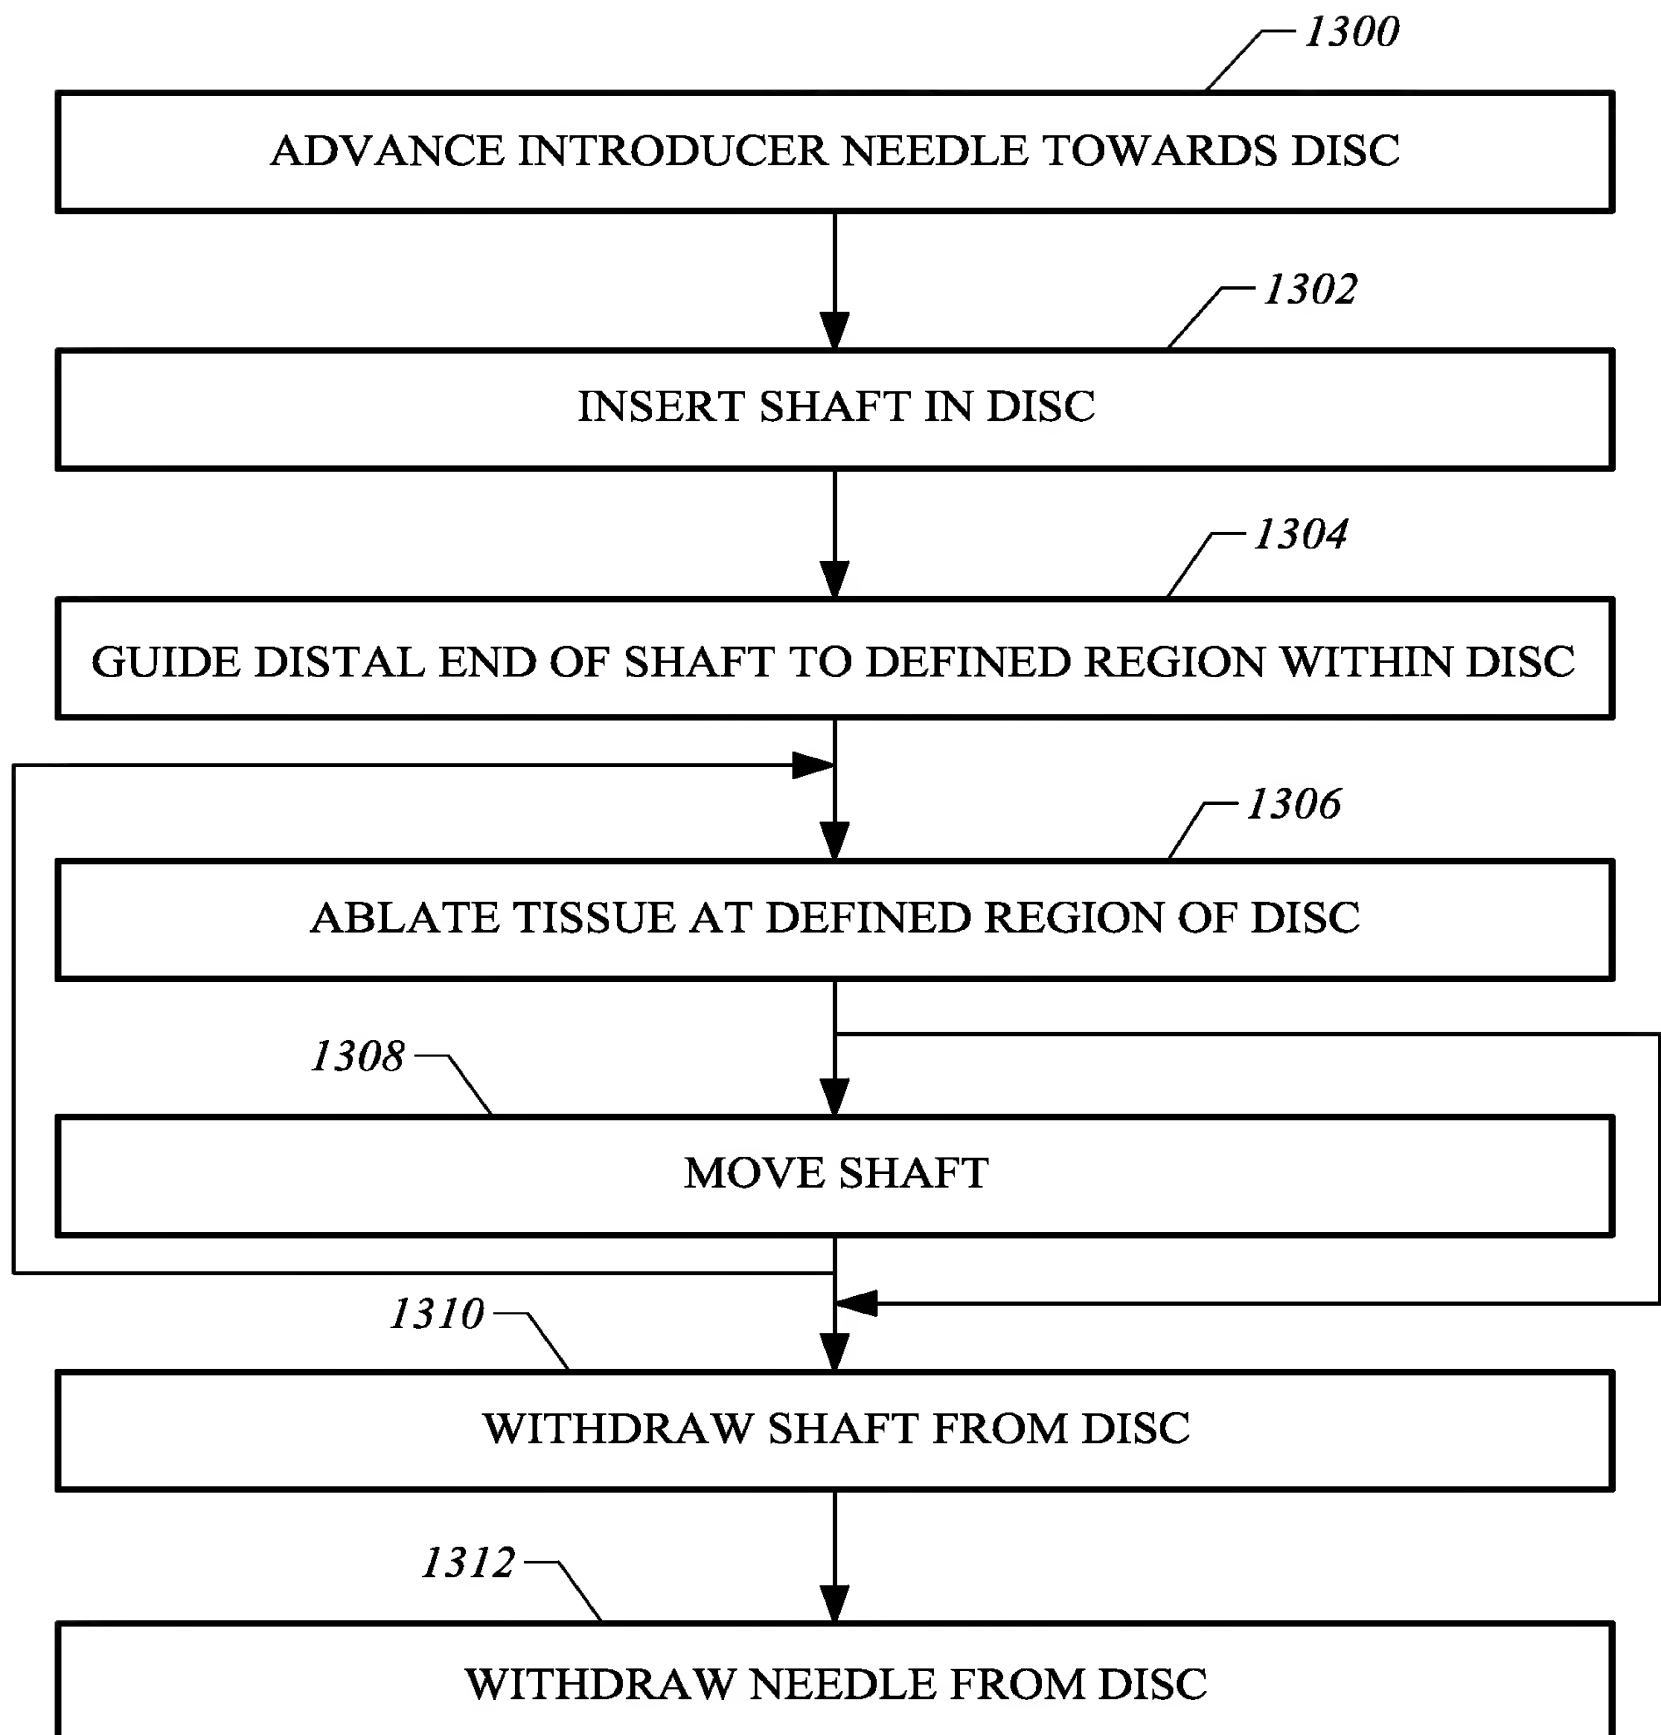 1300
ADVANCE INTRODUCER NEEDLE TOWARDS DISC
1302
INSERT SHAFT IN DISC
1304
GUIDE DISTAL END OF SHAFT TO DEFINED REGION WITHIN DISC
1306
ABLATE TISSUE AT DEFINED REGION OF DISC
1308
MOVE SHAFT
1310
WITHDRAW SHAFT FROM DISC
1312
WITHDRAW NEEDLE FROM DISC